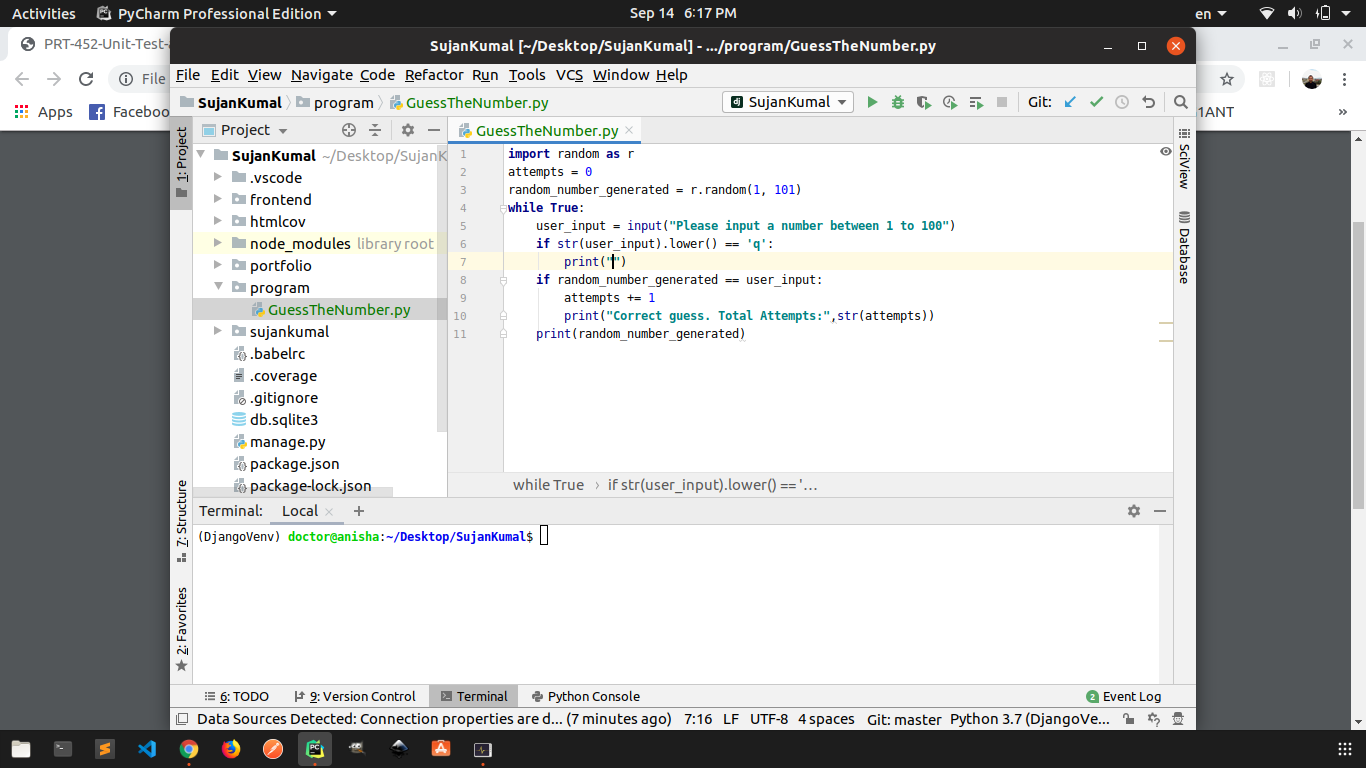 Activities PyCharm Professional Edition Sep 14 6:17 PM en
PRT-452-Unit-Test-
SujanKumal [~/Desktop/SujanKumal] - .../program/GuessTheNumber.py
File
File Edit View Navigate Code Refactor Run Tools VCS Window Help
Apps Faceboo
SujanKumal program GuessTheNumber.py SujanKumal Git:
1ANT »
1: Project
Project
GuessTheNumber.py
SujanKumal ~/Desktop/SujanK
.vscode
frontend
htmlcov
node_modules library root
portfolio
program
GuessTheNumber.py
sujankumal
.babelrc
.coverage
.gitignore
db.sqlite3
manage.py
package.json
package-lock.json
1 import random as r
2 attempts = 0
3 random_number_generated = r.random(1, 101)
4 while True:
5 user_input = input("Please input a number between 1 to 100")
6 if str(user_input).lower() == 'q':
7 print("")
8 if random_number_generated == user_input:
9 attempts += 1
10 print("Correct guess. Total Attempts:",str(attempts))
11 print(random_number_generated)
SciView
Database
while True › if str(user_input).lower() == '...
7: Structure
2: Favorites
Terminal: Local × +
(DjangoVenv) doctor@anisha:~/Desktop/SujanKumal$
6: TODO 9: Version Control Terminal Python Console 2 Event Log
Data Sources Detected: Connection properties are d... (7 minutes ago) 7:16 LF UTF-8 4 spaces Git: master Python 3.7 (DjangoVe...